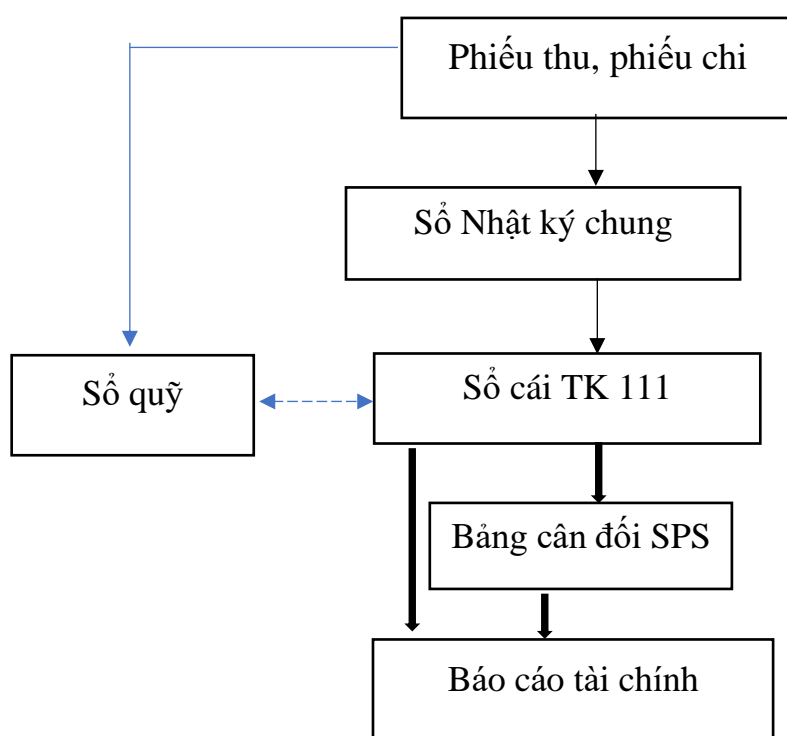 Phiếu thu, phiếu chi
Sổ Nhật ký chung
Sổ quỹ
Sổ cái TK 111
Bảng cân đối SPS
Báo cáo tài chính